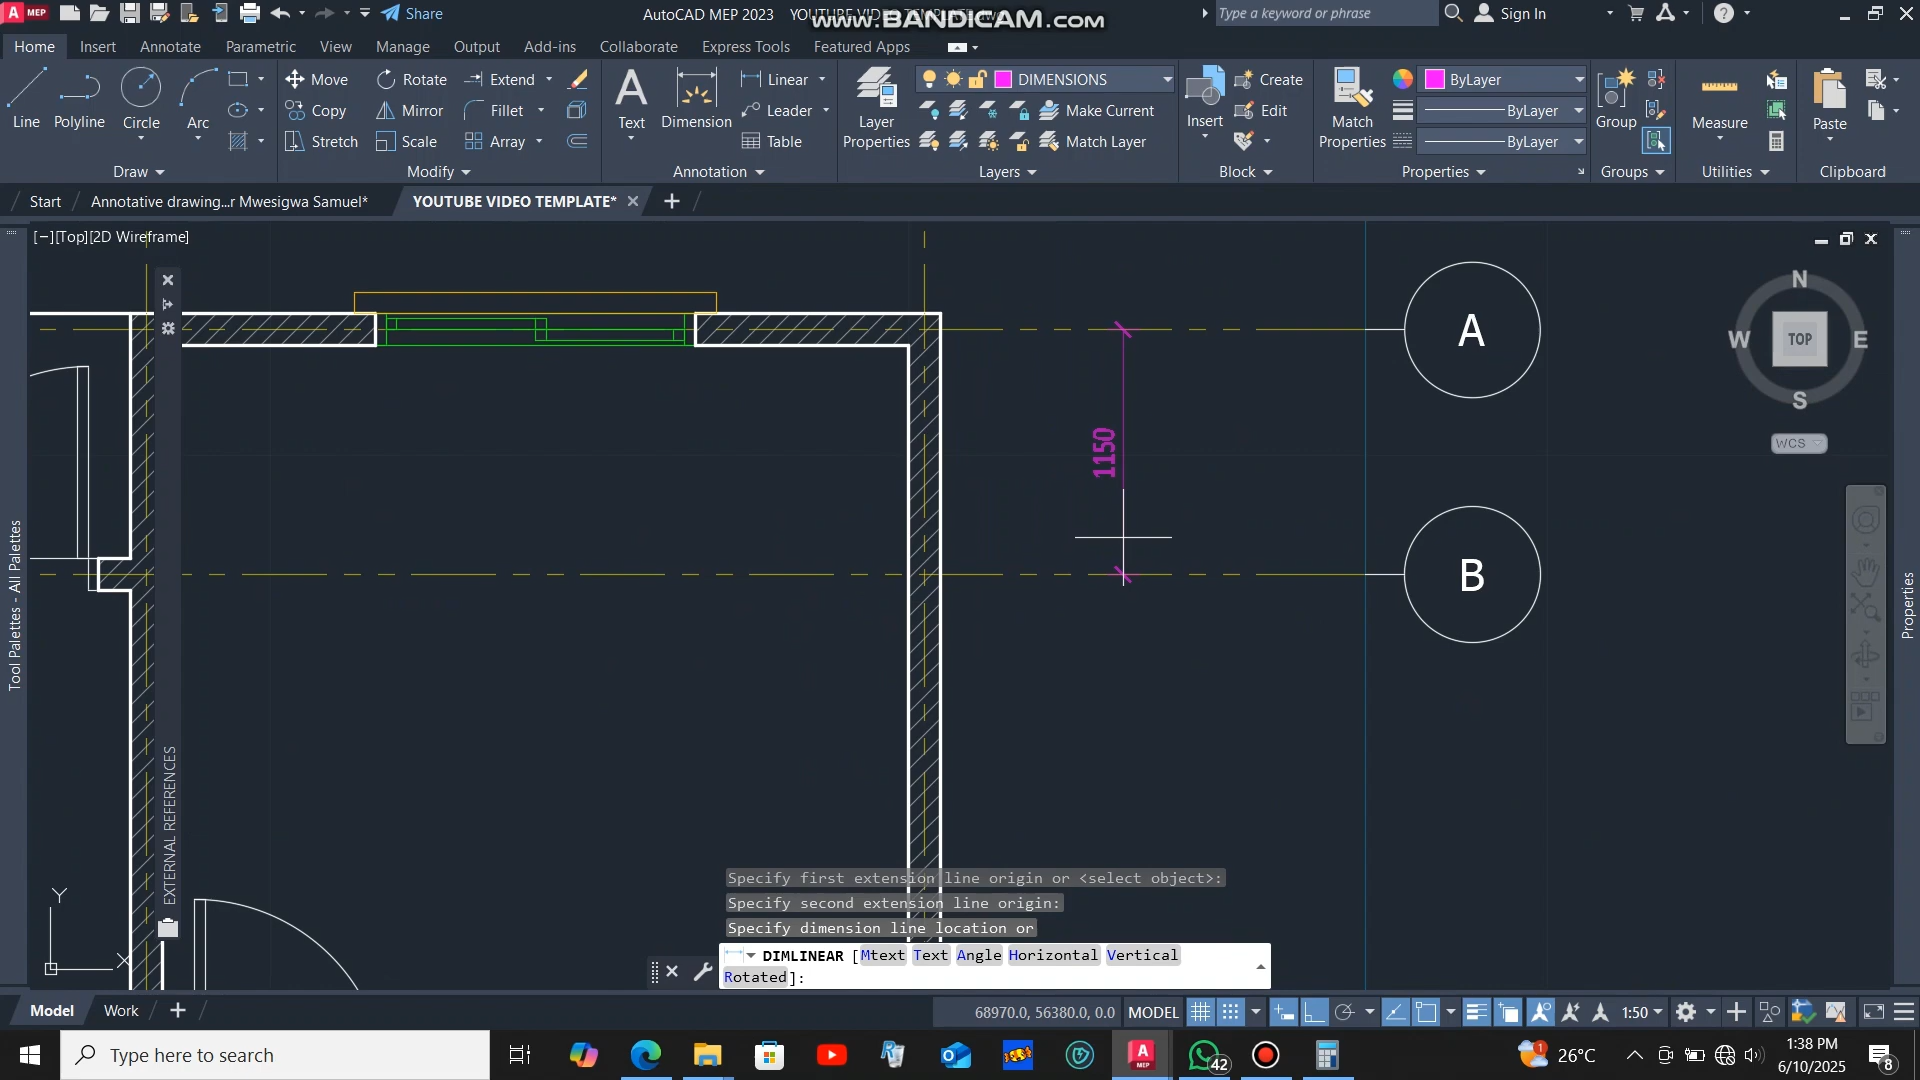 MEP
Share
AutoCAD MEP 2023
www.BANDICAM.com
Type a keyword or phrase
Sign In
Home
Insert
Annotate
Parametric
View
Manage
Output
Add-ins
Collaborate
Express Tools
Featured Apps
Line
Polyline
Circle
Arc
Move
Rotate
Extend
Copy
Mirror
Fillet
Stretch
Scale
Array
Text
Dimension
Linear
Leader
Table
Layer
Properties
DIMENSIONS
Make Current
Match Layer
Insert
Create
Edit
Match
Properties
ByLayer
ByLayer
ByLayer
Group
Measure
Paste
Draw
Modify
Annotation
Layers
Block
Properties
Groups
Utilities
Clipboard
Start
Annotative drawing...r Mwesigwa Samuel*
YOUTUBE VIDEO TEMPLATE*
[−][Top][2D Wireframe]
A
B
1150
N
W
TOP
E
S
WCS
Tool Palettes - All Palettes
EXTERNAL REFERENCES
Properties
Y
X
Specify first extension line origin or <select object>:
Specify second extension line origin:
Specify dimension line location or
DIMLINEAR [Mtext Text Angle Horizontal Vertical
Rotated]:
Model
Work
68970.0, 56380.0, 0.0
MODEL
1:50
Type here to search
MEP
42
1
26°C
1:38 PM
6/10/2025
8